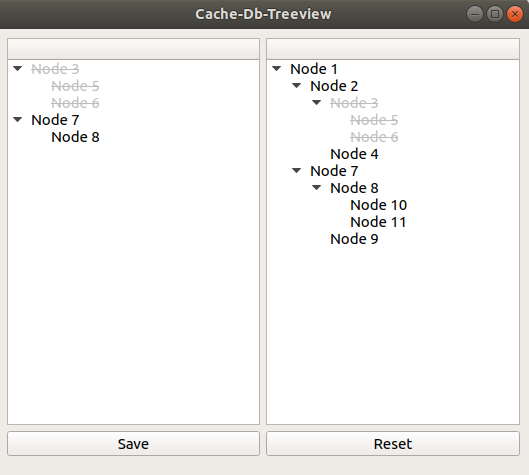 Cache-Db-Treeview
Node 3
Node 5
Node 6
Node 7
Node 8
Node 1
Node 2
Node 3
Node 5
Node 6
Node 4
Node 7
Node 8
Node 10
Node 11
Node 9
Save
Reset